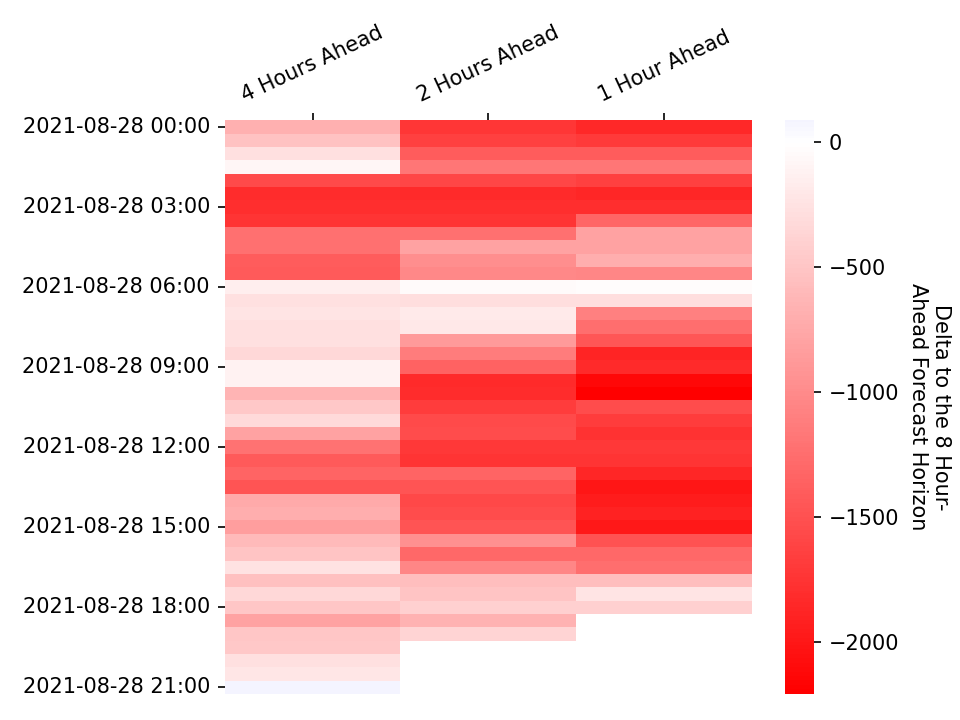 4 Hours Ahead
2 Hours Ahead
1 Hour Ahead
2021-08-28 00:00
2021-08-28 03:00
2021-08-28 06:00
2021-08-28 09:00
2021-08-28 12:00
2021-08-28 15:00
2021-08-28 18:00
2021-08-28 21:00
0
−500
−1000
−1500
−2000
Delta to the 8 Hour-
Ahead Forecast Horizon